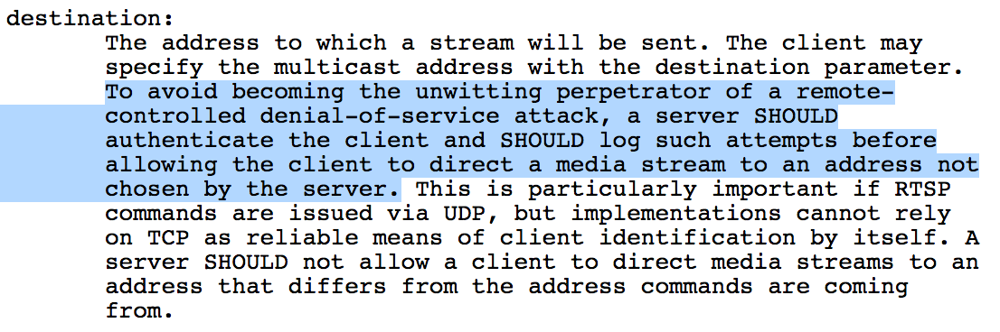 destination:
The address to which a stream will be sent. The client may
specify the multicast address with the destination parameter.
To avoid becoming the unwitting perpetrator of a remote-
controlled denial-of-service attack, a server SHOULD
authenticate the client and SHOULD log such attempts before
allowing the client to direct a media stream to an address not
chosen by the server. This is particularly important if RTSP
commands are issued via UDP, but implementations cannot rely
on TCP as reliable means of client identification by itself. A
server SHOULD not allow a client to direct media streams to an
address that differs from the address commands are coming
from.